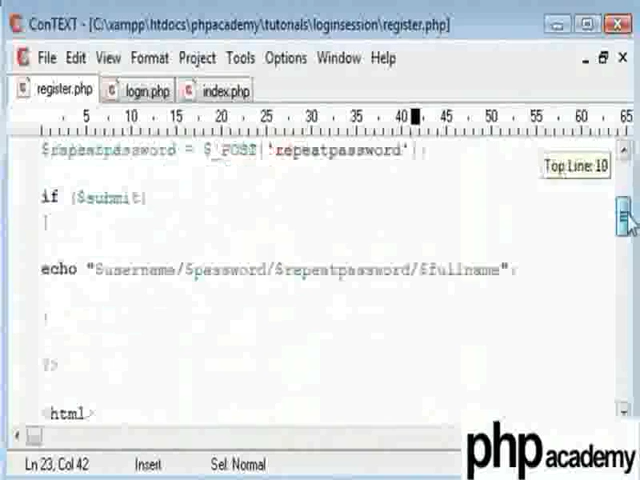 ConTEXT - [C:\xampp\htdocs\phpacademy\tutorials\loginsession\register.php]
File Edit View Format Project Tools Options Window Help
register.php login.php index.php
5 10 15 20 25 30 35 40 45 50 55 60 65
$repeatpassword = $_POST['repeatpassword'];
Top Line: 10
if ($submit)
{
echo "$username/$password/$repeatpassword/$fullname";
}
?>
<html>
php academy
Ln 23, Col 42 Insert Sel: Normal